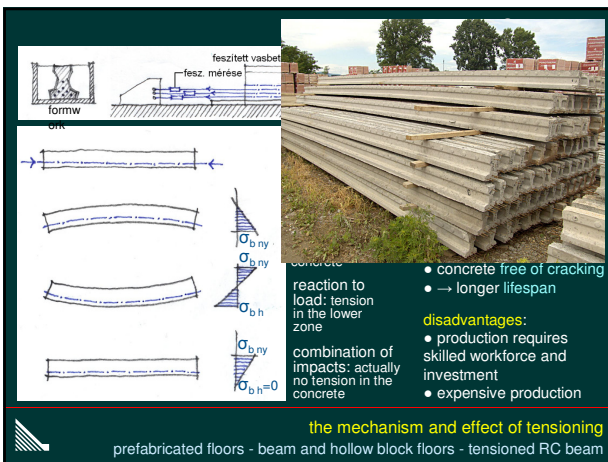 feszített vasbet
fesz. mérése
formw
ork
σb ny
σb ny
σb h
σb ny
σb h=0
concrete
reaction to
load: tension
in the lower
zone
combination of
impacts: actually
no tension in the
concrete
● concrete free of cracking
● → longer lifespan
disadvantages:
● production requires
skilled workforce and
investment
● expensive production
the mechanism and effect of tensioning
prefabricated floors - beam and hollow block floors - tensioned RC beam